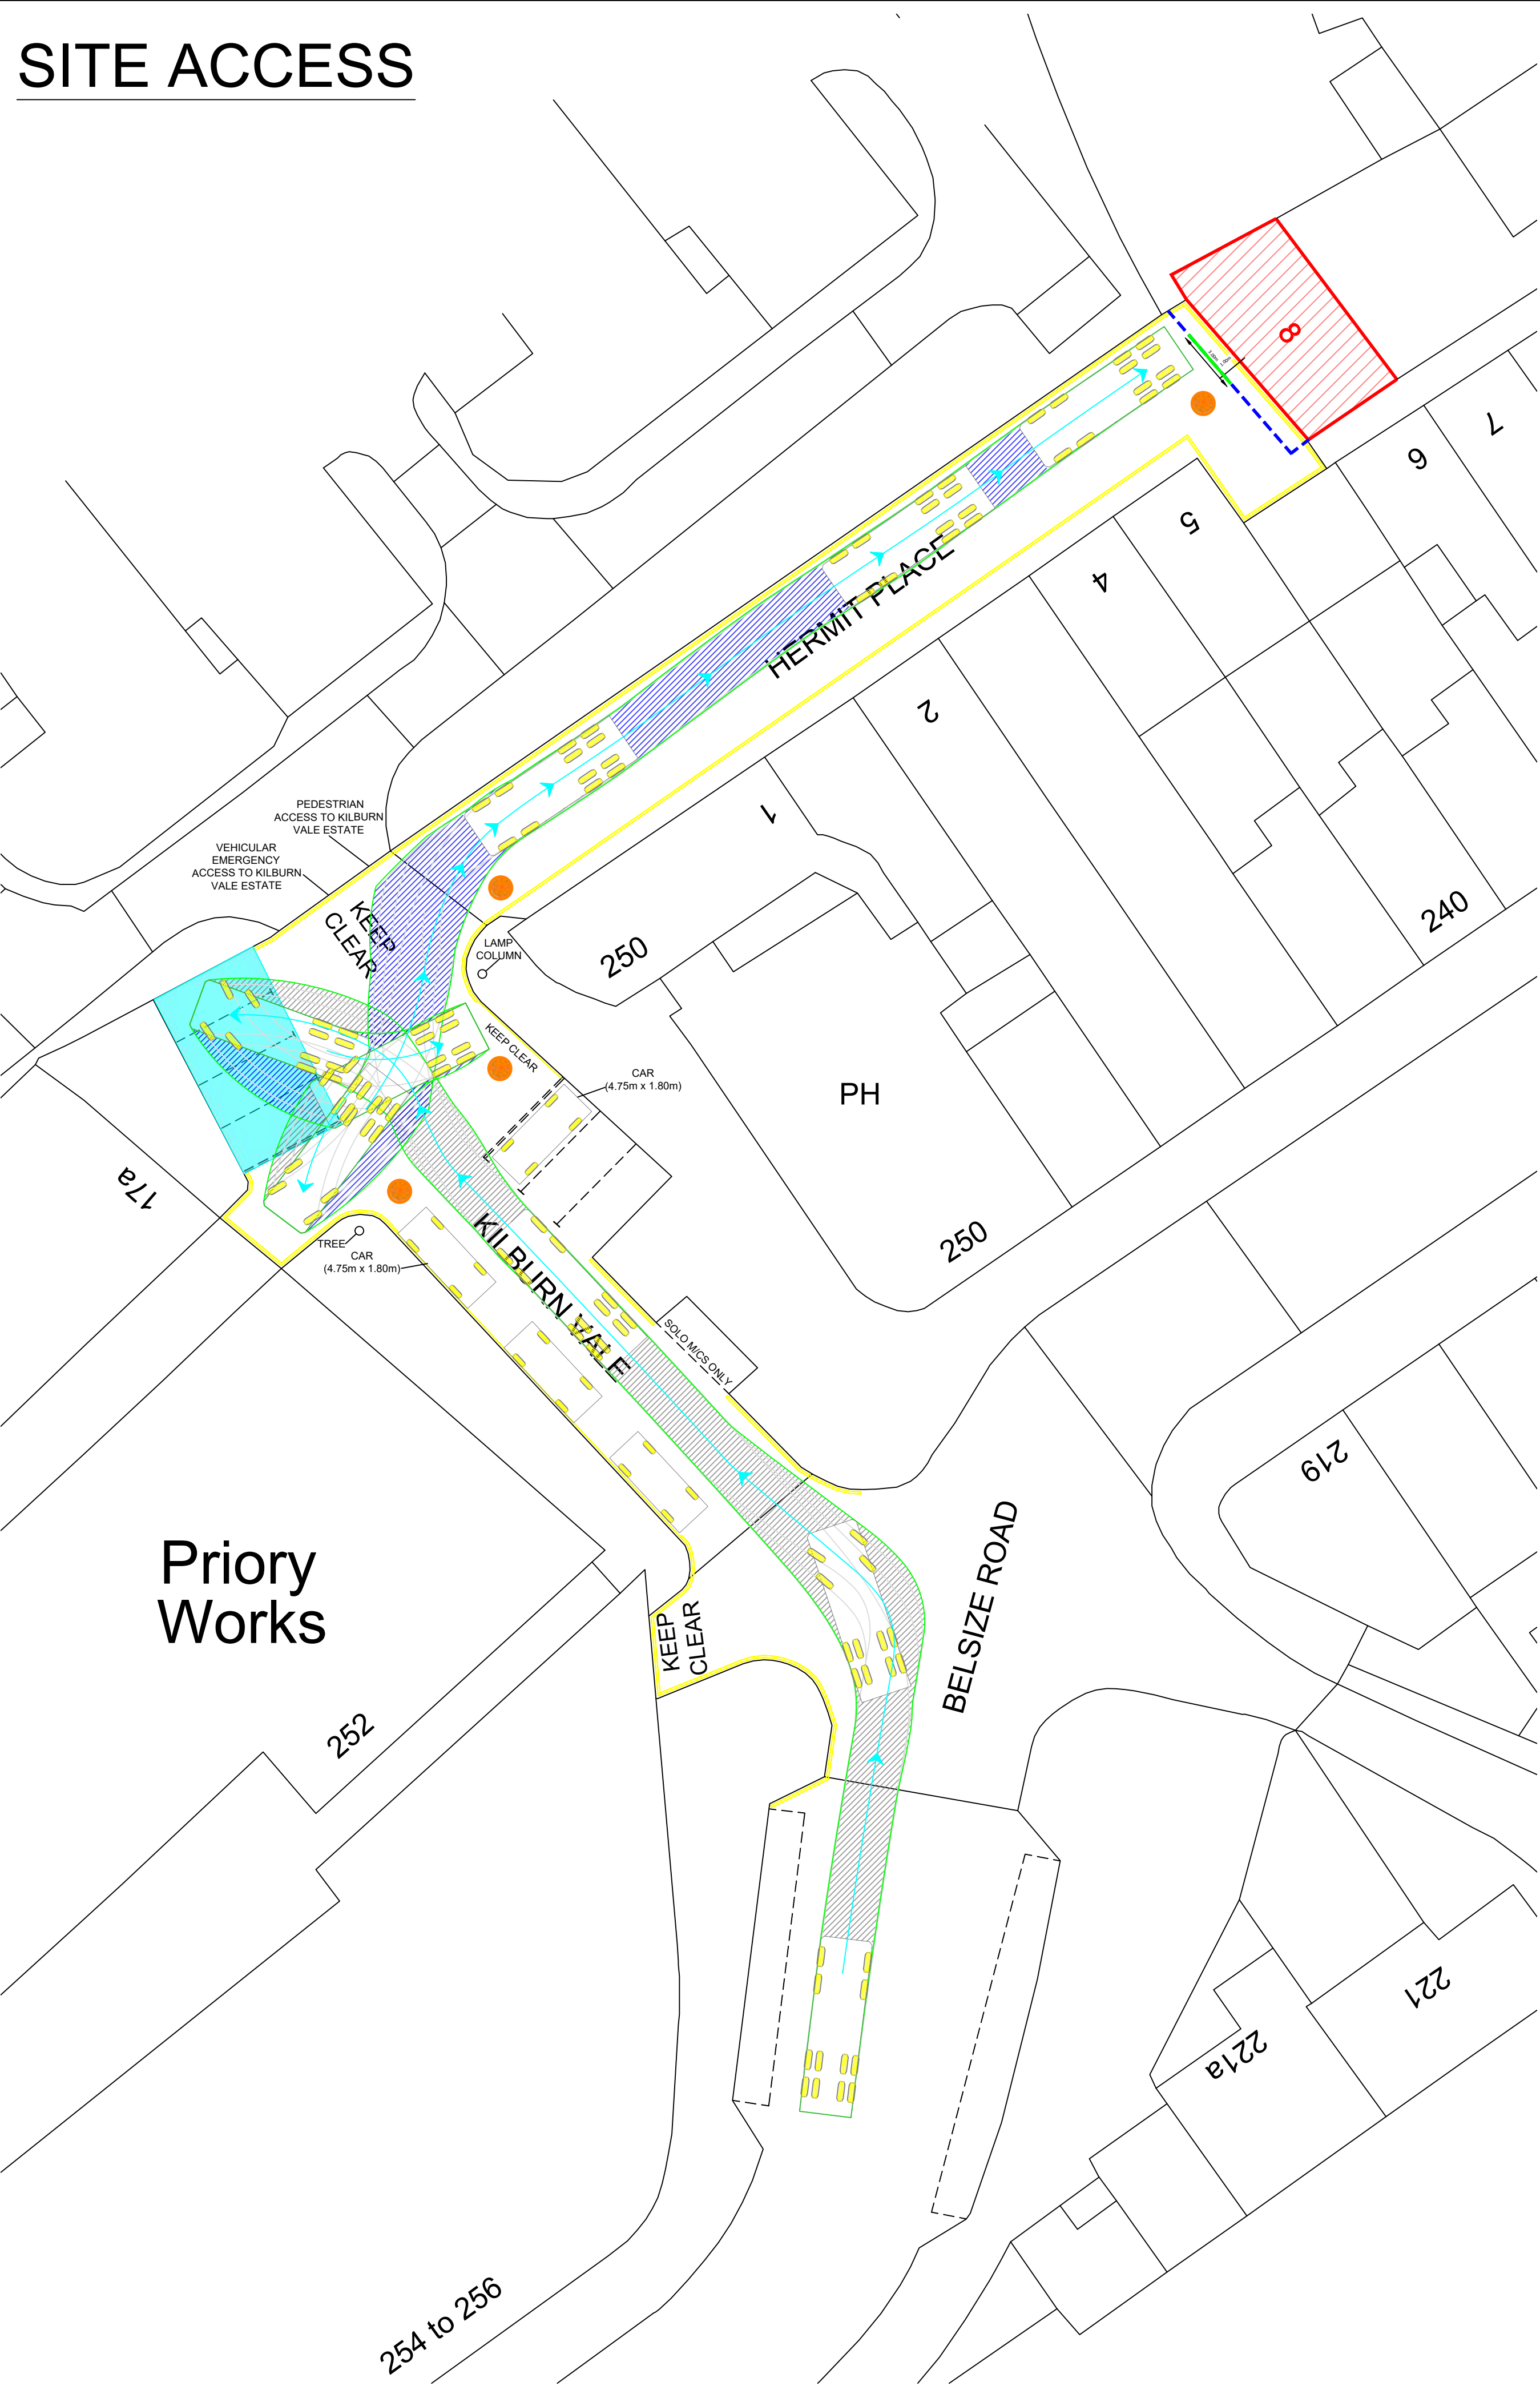 SITE ACCESS
8
7
6
5
4
HERMIT PLACE
2
1
PEDESTRIAN
ACCESS TO KILBURN
VALE ESTATE
VEHICULAR
EMERGENCY
ACCESS TO KILBURN
VALE ESTATE
KEEP
CLEAR
LAMP
COLUMN
250
240
KEEP CLEAR
CAR
(4.75m x 1.80m)
PH
17a
TREE
CAR
(4.75m x 1.80m)
KILBURN VALE
250
SOLO M/CS ONLY
219
Priory
Works
BELSIZE ROAD
KEEP
CLEAR
252
221
221a
254 to 256